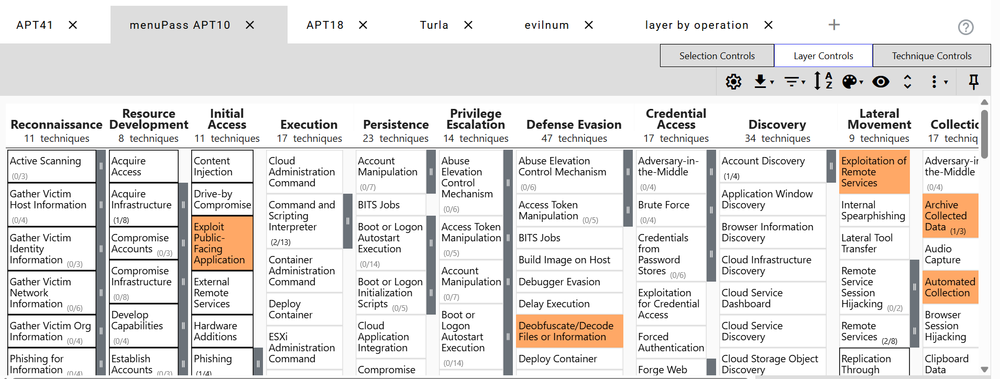 APT41
menuPass APT10
APT18
Turla
evilnum
layer by operation
Selection Controls
Layer Controls
Technique Controls
Reconnaissance
11 techniques
Active Scanning
(0/3)
Gather Victim
Host Information
(0/4)
Gather Victim
Identity
Information (0/3)
Gather Victim
Network
Information (0/6)
Gather Victim Org
Information (0/4)
Phishing for
Information (0/4)
Resource
Development
8 techniques
Acquire
Access
Acquire
Infrastructure
(1/8)
Compromise
Accounts (0/3)
Compromise
Infrastructure
(0/8)
Develop
Capabilities
(0/4)
Establish
Accounts (0/3)
Initial
Access
11 techniques
Content
Injection
Drive-by
Compromise
Exploit
Public-
Facing
Application
External
Remote
Services
Hardware
Additions
Phishing
(1/4)
Execution
17 techniques
Cloud
Administration
Command
Command and
Scripting
Interpreter
(2/13)
Container
Administration
Command
Deploy
Container
ESXi
Administration
Command
Persistence
23 techniques
Account
Manipulation
(0/7)
BITS Jobs
Boot or Logon
Autostart
Execution
(0/14)
Boot or Logon
Initialization
Scripts (0/5)
Cloud
Application
Integration
Compromise
Privilege
Escalation
14 techniques
Abuse
Elevation
Control
Mechanism
(0/6)
Access Token
Manipulation
(0/5)
Account
Manipulation
(0/7)
Boot or
Logon
Autostart
Execution
(0/14)
Defense Evasion
47 techniques
Abuse Elevation
Control Mechanism
(0/6)
Access Token
Manipulation (0/5)
BITS Jobs
Build Image on Host
Debugger Evasion
Delay Execution
Deobfuscate/Decode
Files or Information
Deploy Container
Credential
Access
17 techniques
Adversary-in-
the-Middle
(0/4)
Brute Force
(0/4)
Credentials
from
Password
Stores (0/6)
Exploitation
for Credential
Access
Forced
Authentication
Forge Web
Discovery
34 techniques
Account Discovery
(1/4)
Application Window
Discovery
Browser Information
Discovery
Cloud Infrastructure
Discovery
Cloud Service
Dashboard
Cloud Service
Discovery
Cloud Storage Object
Discovery
Lateral
Movement
9 techniques
Exploitation of
Remote
Services
Internal
Spearphishing
Lateral Tool
Transfer
Remote
Service
Session
Hijacking (0/2)
Remote
Services (2/8)
Replication
Through
Collectic
17 techniq
Adversary-ir
the-Middle
(0/4)
Archive
Collected
Data (1/3)
Audio
Capture
Automated
Collection
Browser
Session
Hijacking
Clipboard
Data